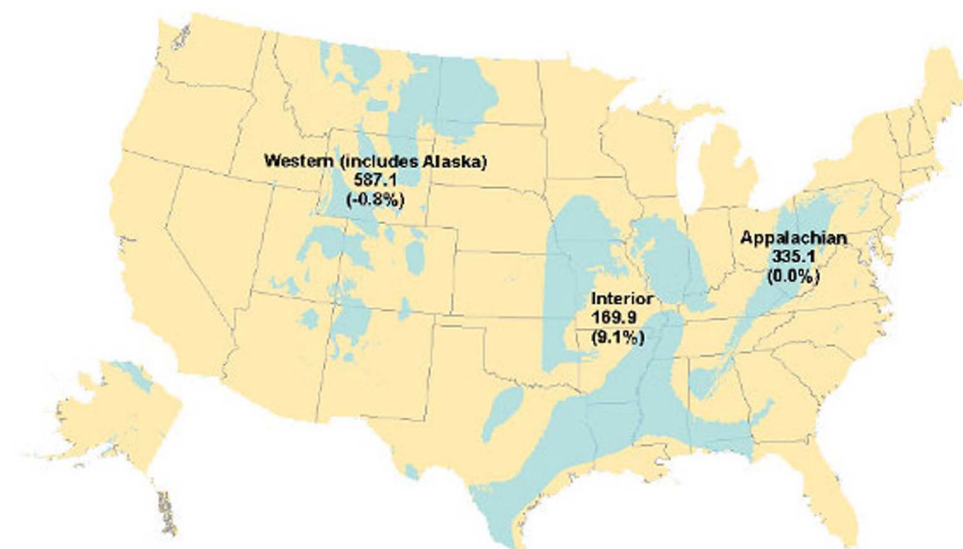 Western (includes Alaska)
587.1
(-0.8%)
Appalachian
335.1
(0.0%)
Interior
169.9
(9.1%)